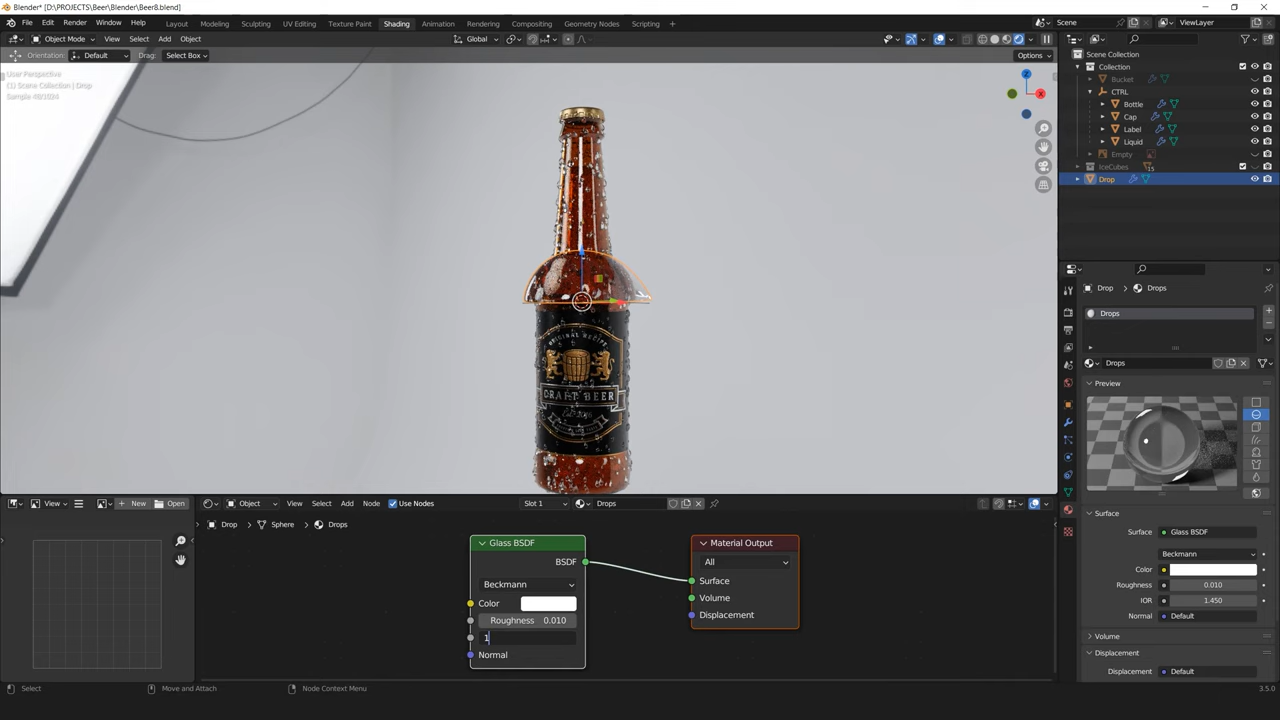 Blender* [D:\PROJECTS\Beer\Blender\Beer8.blend]
File Edit Render Window Help Layout Modeling Sculpting UV Editing Texture Paint Shading Animation Rendering Compositing Geometry Nodes Scripting Scene ViewLayer
Object Mode View Select Add Object Global
Orientation: Default Drag: Select Box Options
User Perspective
(1) Scene Collection | Drop
Sample 48/1024
Z
X
Scene Collection
Collection
Bucket
CTRL
Bottle
Cap
Label
Liquid
Empty
IceCubes 15
Drop
ORIGINAL RECIPE
CRAFT BEER
Drop Drops
Drops
Drops
Preview
Surface
Surface Glass BSDF
Beckmann
Color
Roughness 0.010
IOR 1.450
Normal Default
Volume
Displacement
Displacement Default
View New Open
Object View Select Add Node Use Nodes Slot 1 Drops
Drop Sphere Drops
Glass BSDF
BSDF
Beckmann
Color
Roughness 0.010
1
Normal
Material Output
All
Surface
Volume
Displacement
Select Move and Attach Node Context Menu 3.5.0